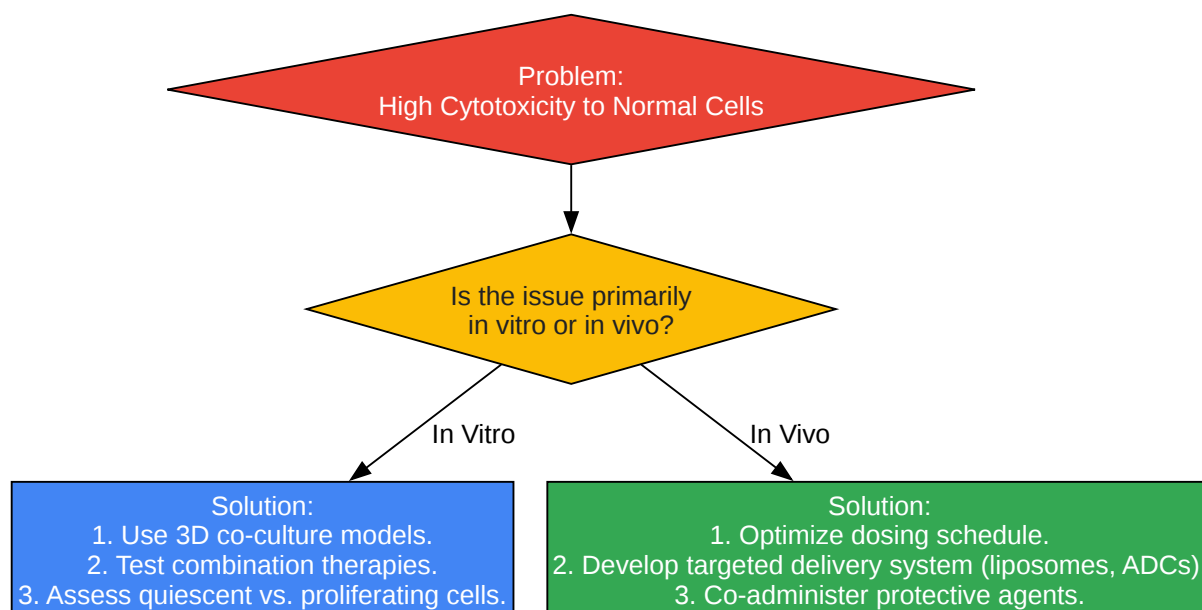 Problem:
High Cytotoxicity to Normal Cells
Is the issue primarily
in vitro or in vivo?
In Vitro
In Vivo
Solution:
1. Use 3D co-culture models.
2. Test combination therapies.
3. Assess quiescent vs. proliferating cells.
Solution:
1. Optimize dosing schedule.
2. Develop targeted delivery system (liposomes, ADCs)
3. Co-administer protective agents.